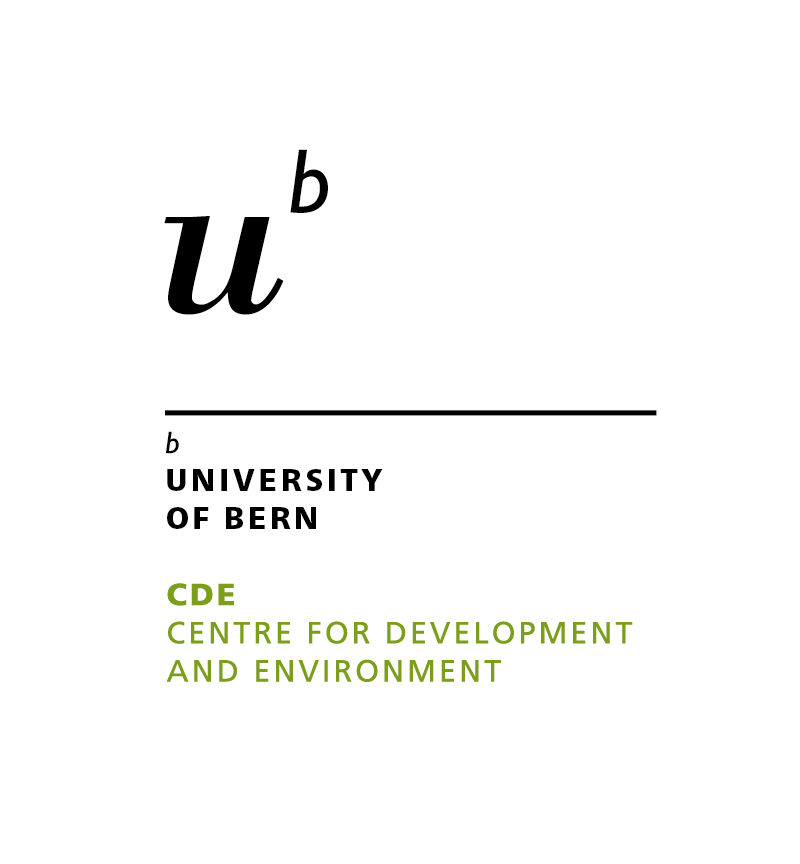 u b
b
UNIVERSITY
OF BERN
CDE
CENTRE FOR DEVELOPMENT
AND ENVIRONMENT